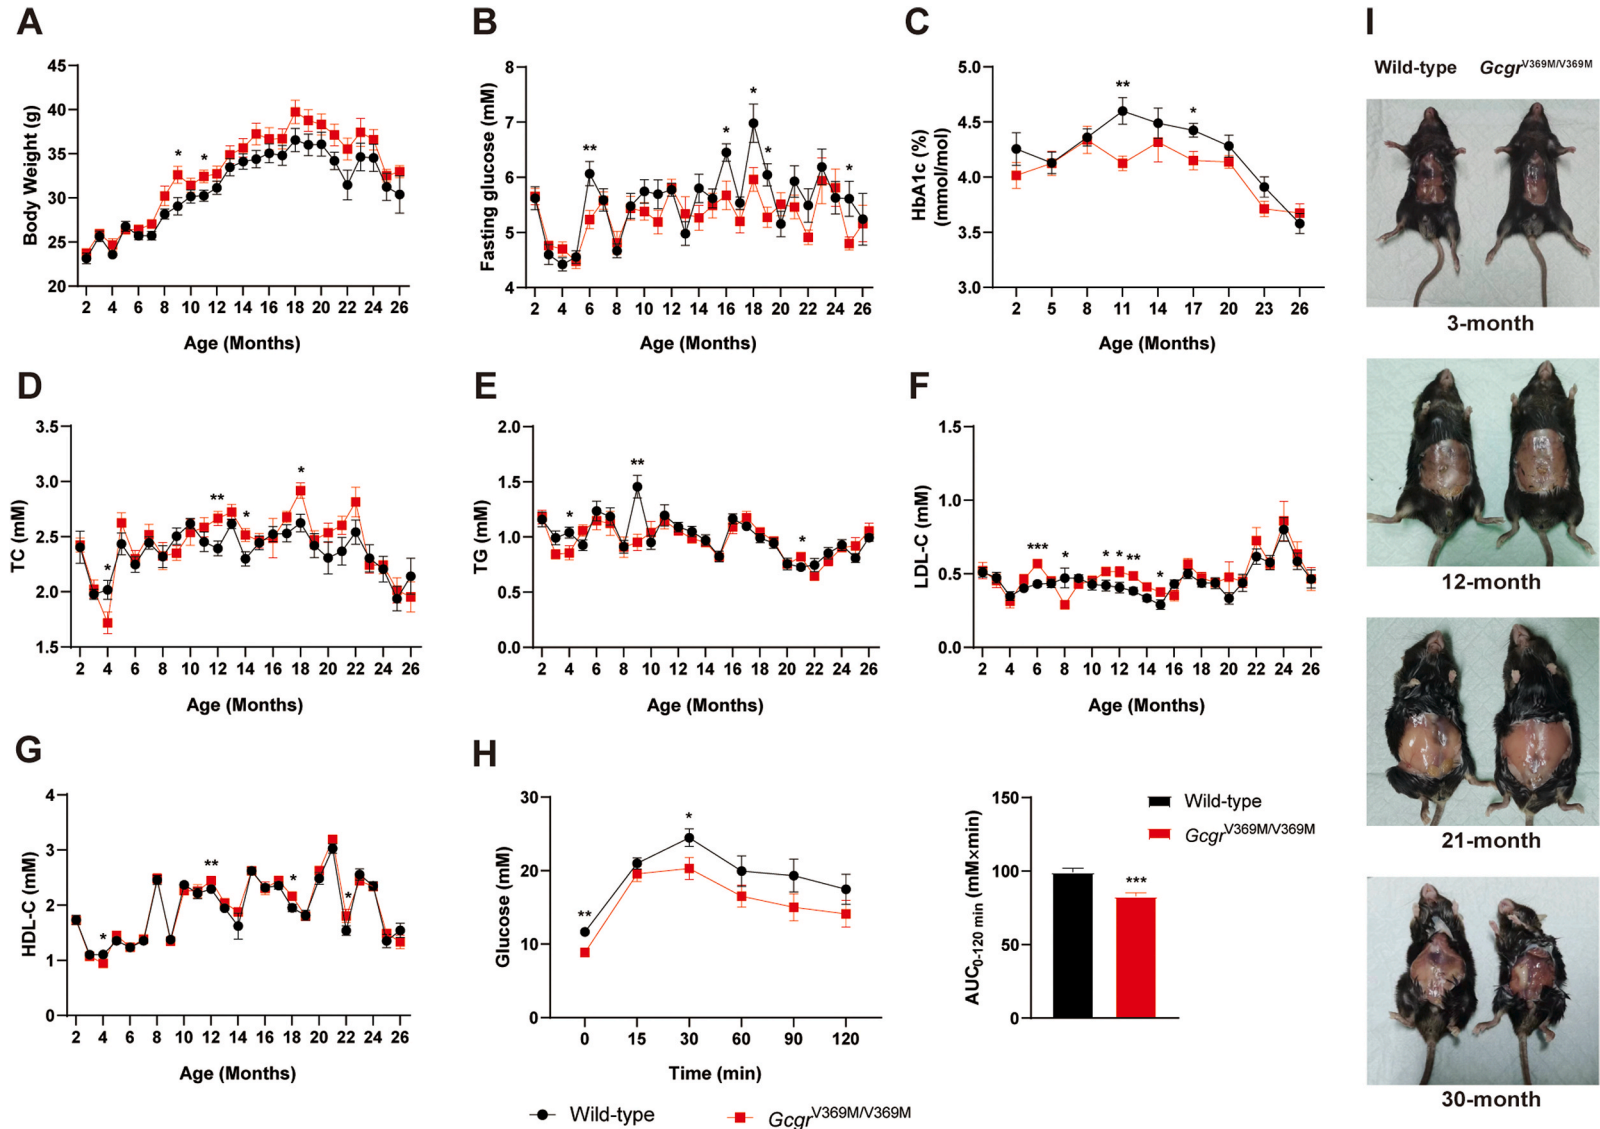 A
Body Weight (g)
45
40
35
30
25
20
* *
2 4 6 8 10 12 14 16 18 20 22 24 26
Age (Months)
B
Fasting glucose (mM)
8
7
6
5
4
** * * * *
2 4 6 8 10 12 14 16 18 20 22 24 26
Age (Months)
C
HbA1c (%)
(mmol/mol)
5.0
4.5
4.0
3.5
3.0
** *
2 5 8 11 14 17 20 23 26
Age (Months)
D
TC (mM)
3.5
3.0
2.5
2.0
1.5
* ** * *
2 4 6 8 10 12 14 16 18 20 22 24 26
Age (Months)
E
TG (mM)
2.0
1.5
1.0
0.5
0.0
* ** *
2 4 6 8 10 12 14 16 18 20 22 24 26
Age (Months)
F
LDL-C (mM)
1.5
1.0
0.5
0.0
*** * * * ** *
2 4 6 8 10 12 14 16 18 20 22 24 26
Age (Months)
G
HDL-C (mM)
4
3
2
1
0
* ** * *
2 4 6 8 10 12 14 16 18 20 22 24 26
Age (Months)
H
Glucose (mM)
30
20
10
0
** *
0 15 30 60 90 120
Time (min)
AUC0-120 min (mM×min)
150
100
50
0
***
Wild-type
GcgrV369M/V369M
Wild-type GcgrV369M/V369M
I
Wild-type GcgrV369M/V369M
3-month
12-month
21-month
30-month